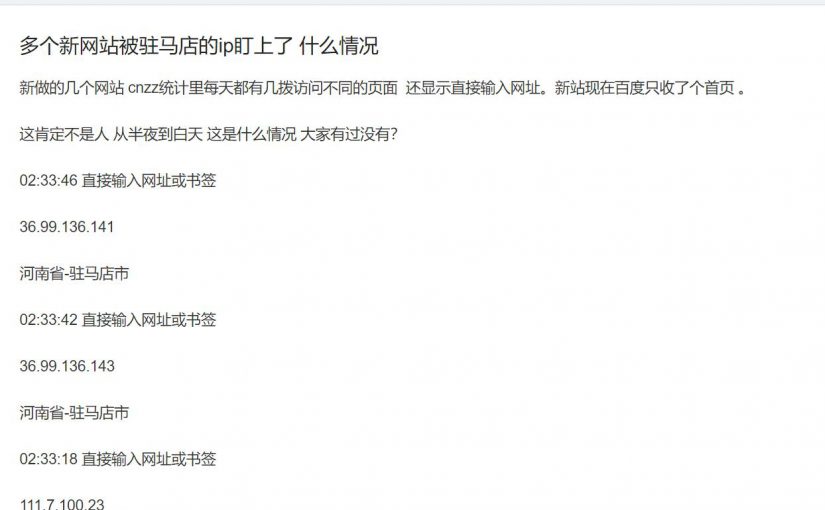 多个新网站被驻马店的ip盯上了 什么情况
新做的几个网站 cnzz统计里每天都有几拨访问不同的页面  还显示直接输入网址。新站现在百度只收了个首页 。
这肯定不是人 从半夜到白天 这是什么情况 大家有过没有？
02:33:46 直接输入网址或书签
36.99.136.141
河南省-驻马店市
02:33:42 直接输入网址或书签
36.99.136.143
河南省-驻马店市
02:33:18 直接输入网址或书签
111.7.100.23